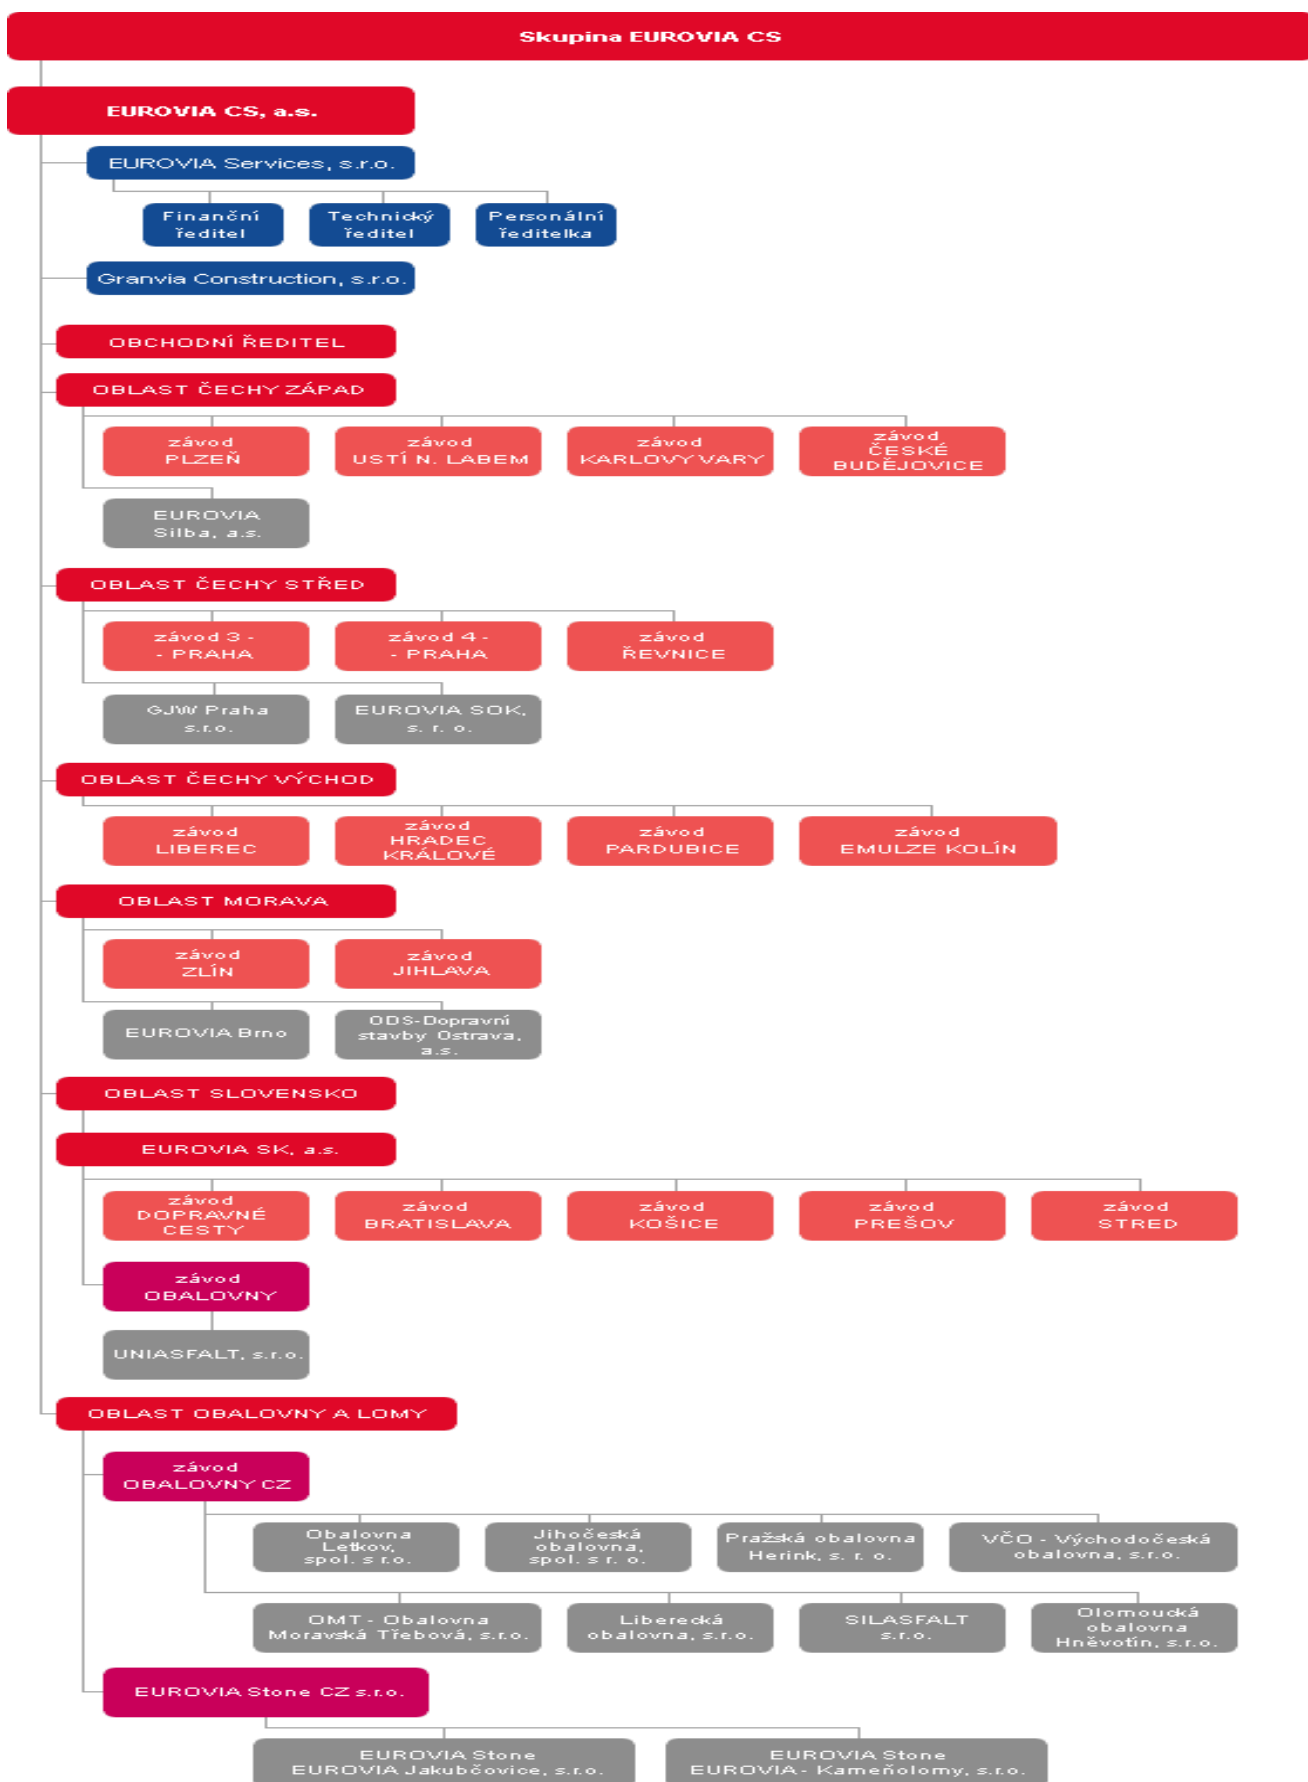 Skupina EUROVIA CS
EUROVIA CS, a.s.
EUROVIA Services, s.r.o.
Finanční
ředitel
Technický
ředitel
Personální
ředitelka
Granvia Construction, s.r.o.
OBCHODNÍ ŘEDITEL
OBLAST ČECHY ZÁPAD
závod
PLZEŇ
závod
USTÍ N. LABEM
závod
KARLOVY VARY
závod
ČESKÉ
BUDĚJOVICE
EUROVIA
Silba, a.s.
OBLAST ČECHY STŘED
závod 3 -
- PRAHA
závod 4 -
- PRAHA
závod
ŘEVNICE
GJW Praha
s.r.o.
EUROVIA SOK,
s. r. o.
OBLAST ČECHY VÝCHOD
závod
LIBEREC
závod
HRADEC
KRÁLOVÉ
závod
PARDUBICE
závod
EMULZE KOLÍN
OBLAST MORAVA
závod
ZLÍN
závod
JIHLAVA
EUROVIA Brno
ODS-Dopravní
stavby Ostrava,
a.s.
OBLAST SLOVENSKO
EUROVIA SK, a.s.
závod
DOPRAVNÉ
CESTY
závod
BRATISLAVA
závod
KOŠICE
závod
PREŠOV
závod
STRED
závod
OBALOVNY
UNIASFALT, s.r.o.
OBLAST OBALOVNY A LOMY
závod
OBALOVNY CZ
Obalovna
Letkov,
spol. s r.o.
Jihočeská
obalovna,
spol. s r. o.
Pražská obalovna
Herink, s. r. o.
VČO - Východočeská
obalovna, s.r.o.
OMT - Obalovna
Moravská Třebová, s.r.o.
Liberecká
obalovna, s.r.o.
SILASFALT
s.r.o.
Olomoucká
obalovna
Hněvotín, s.r.o.
EUROVIA Stone CZ s.r.o.
EUROVIA Stone
EUROVIA Jakubčovice, s.r.o.
EUROVIA Stone
EUROVIA - Kameňolomy, s.r.o.